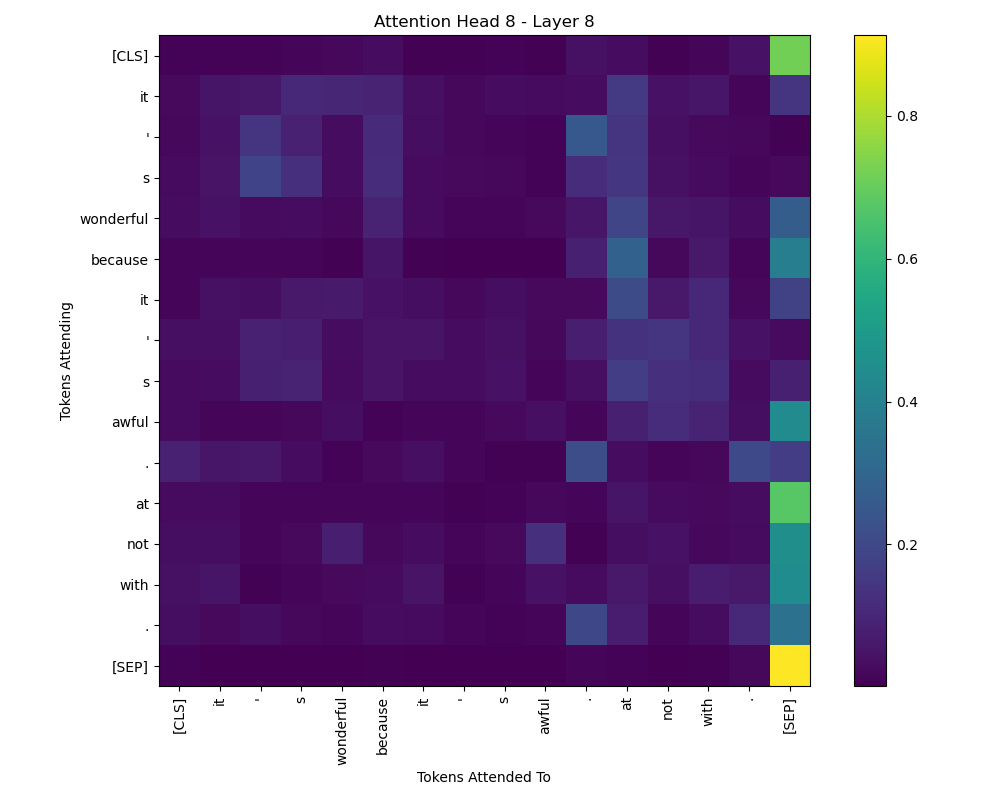 Attention Head 8 - Layer 8
Tokens Attending
[CLS]
it
'
s
wonderful
because
it
'
s
awful
.
at
not
with
.
[SEP]
[CLS]
it
'
s
wonderful
because
it
'
s
awful
.
at
not
with
.
[SEP]
Tokens Attended To
0.8
0.6
0.4
0.2